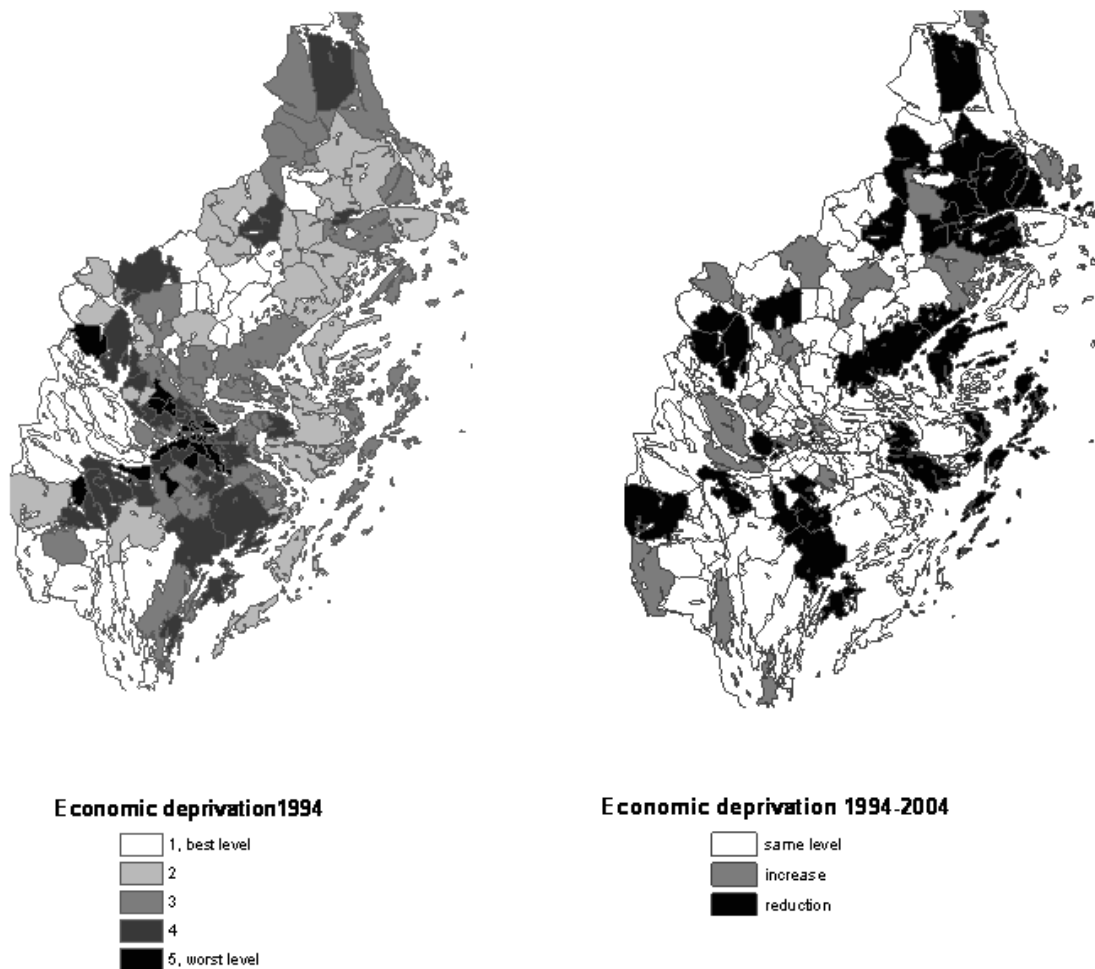 Economic deprivation1994
1, best level
2
3
4
5, worst level
Economic deprivation 1994-2004
same level
increase
reduction